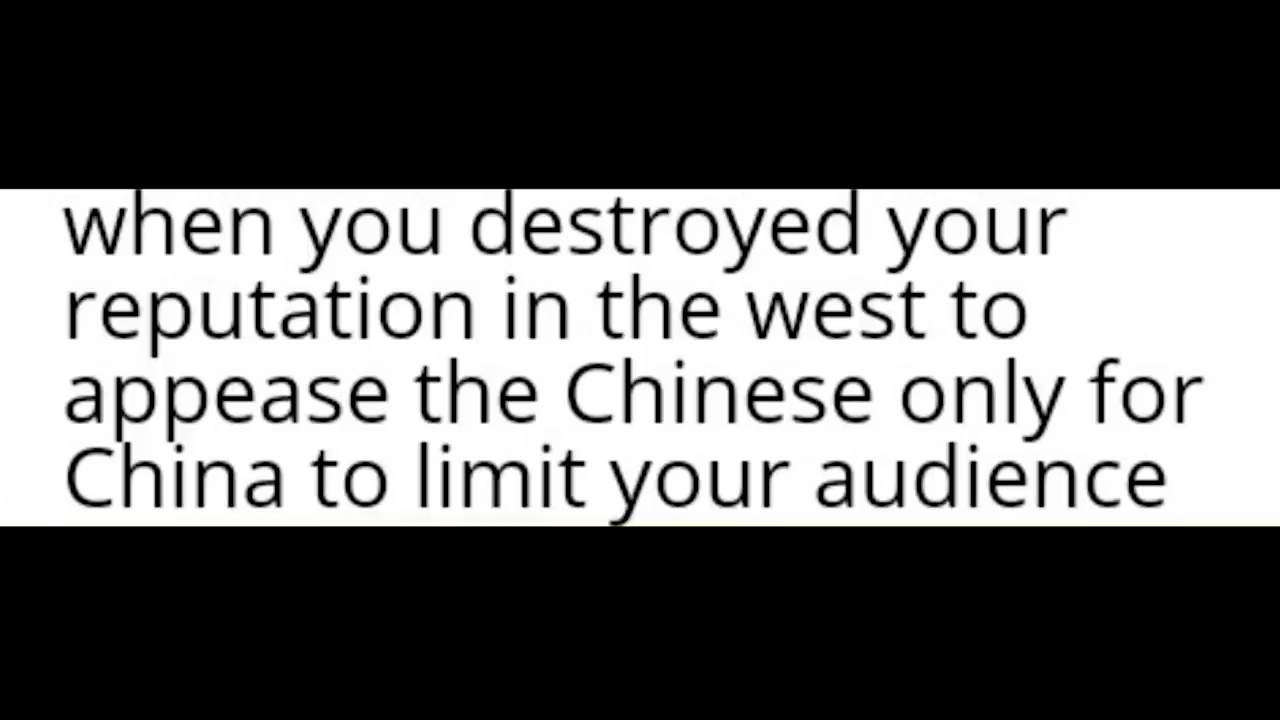 when you destroyed your
reputation in the west to
appease the Chinese only for
China to limit your audience